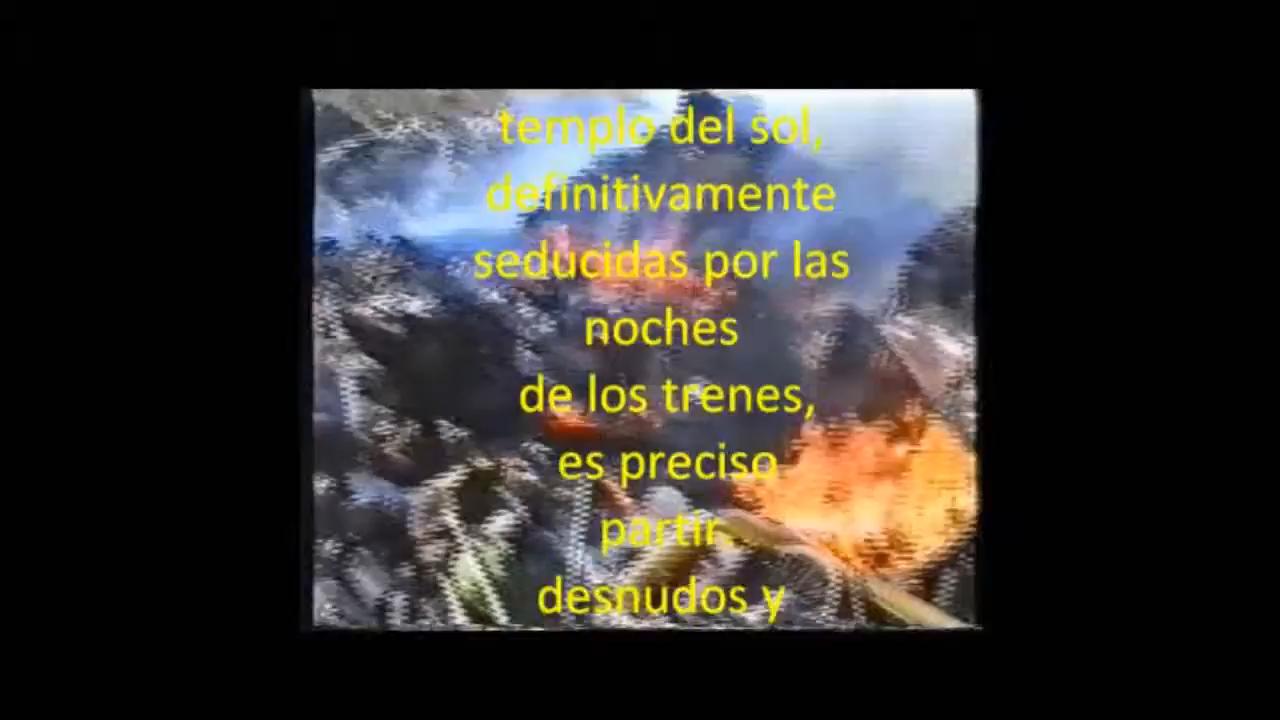 templo del sol,
definitivamente
seducidas por las
noches
de los trenes,
es preciso
partir
desnudos y